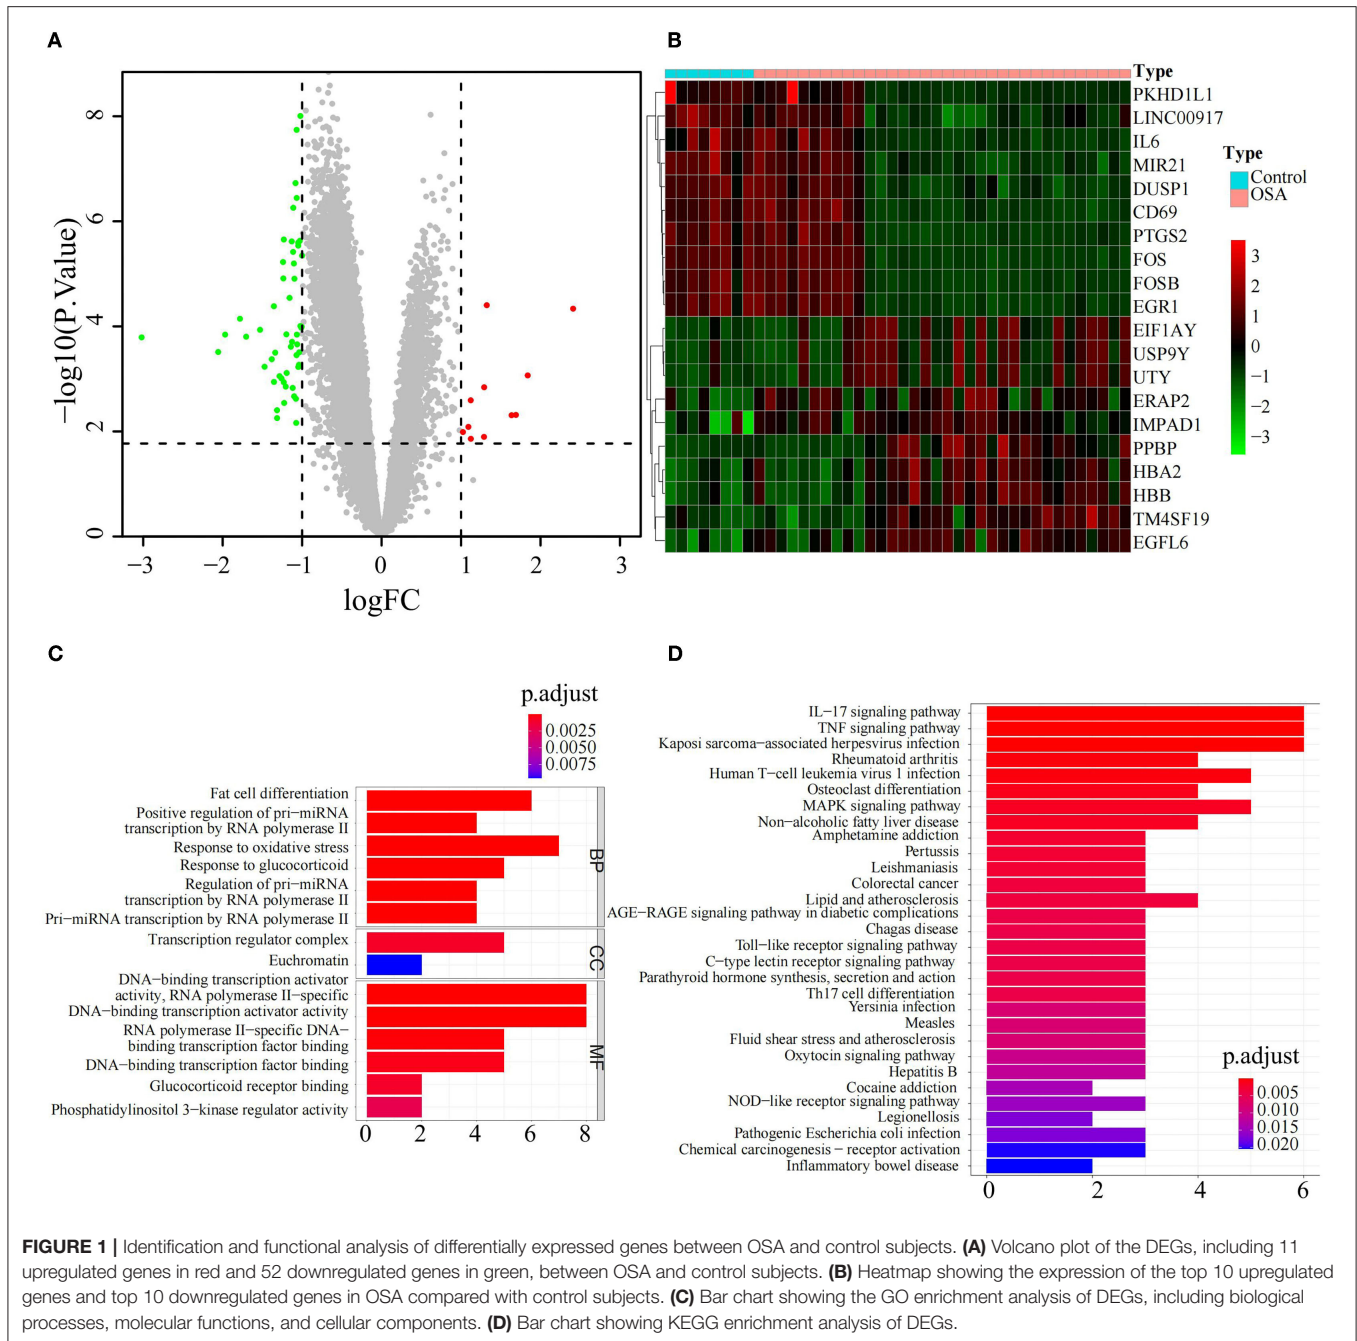 A
−log10(P.Value)
8
6
4
2
0
−3 −2 −1 0 1 2 3
logFC
B
Type
PKHD1L1
LINC00917
IL6
MIR21
DUSP1
CD69
PTGS2
FOS
FOSB
EGR1
EIF1AY
USP9Y
UTY
ERAP2
IMPAD1
PPBP
HBA2
HBB
TM4SF19
EGFL6
Type
Control
OSA
3
2
1
0
−1
−2
−3
C
p.adjust
0.0025
0.0050
0.0075
Fat cell differentiation
Positive regulation of pri−miRNA
transcription by RNA polymerase II
Response to oxidative stress
Response to glucocorticoid
Regulation of pri−miRNA
transcription by RNA polymerase II
Pri−miRNA transcription by RNA polymerase II
BP
Transcription regulator complex
Euchromatin
CC
DNA−binding transcription activator
activity, RNA polymerase II−specific
DNA−binding transcription activator activity
RNA polymerase II−specific DNA−
binding transcription factor binding
DNA−binding transcription factor binding
Glucocorticoid receptor binding
Phosphatidylinositol 3−kinase regulator activity
MF
0 2 4 6 8
D
IL−17 signaling pathway
TNF signaling pathway
Kaposi sarcoma−associated herpesvirus infection
Rheumatoid arthritis
Human T−cell leukemia virus 1 infection
Osteoclast differentiation
MAPK signaling pathway
Non−alcoholic fatty liver disease
Amphetamine addiction
Pertussis
Leishmaniasis
Colorectal cancer
Lipid and atherosclerosis
AGE−RAGE signaling pathway in diabetic complications
Chagas disease
Toll−like receptor signaling pathway
C−type lectin receptor signaling pathway
Parathyroid hormone synthesis, secretion and action
Th17 cell differentiation
Yersinia infection
Measles
Fluid shear stress and atherosclerosis
Oxytocin signaling pathway
Hepatitis B
Cocaine addiction
NOD−like receptor signaling pathway
Legionellosis
Pathogenic Escherichia coli infection
Chemical carcinogenesis − receptor activation
Inflammatory bowel disease
0 2 4 6
p.adjust
0.005
0.010
0.015
0.020
FIGURE 1 | Identification and functional analysis of differentially expressed genes between OSA and control subjects. (A) Volcano plot of the DEGs, including 11
upregulated genes in red and 52 downregulated genes in green, between OSA and control subjects. (B) Heatmap showing the expression of the top 10 upregulated
genes and top 10 downregulated genes in OSA compared with control subjects. (C) Bar chart showing the GO enrichment analysis of DEGs, including biological
processes, molecular functions, and cellular components. (D) Bar chart showing KEGG enrichment analysis of DEGs.